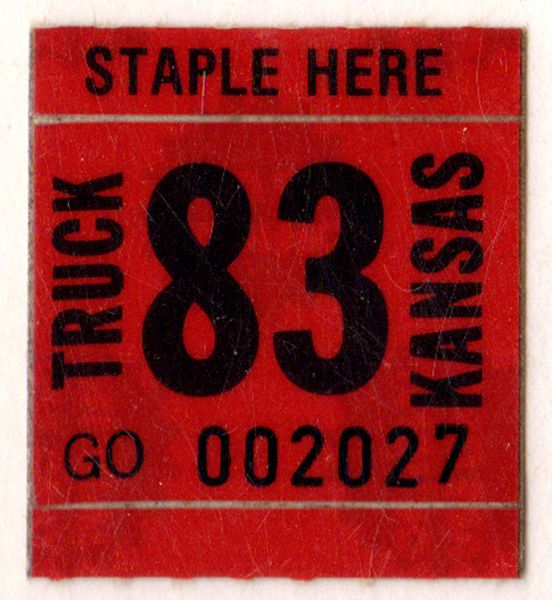 STAPLE HERE
TRUCK
83
KANSAS
GO 002027